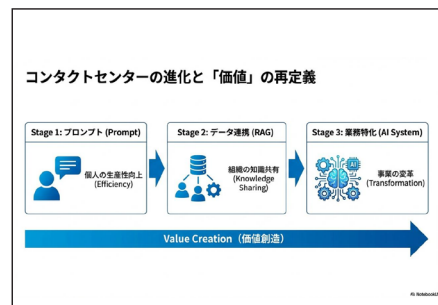 コンタクトセンターの進化と「価値」の再定義
Stage 1: プロンプト (Prompt)
個人の生産性向上
(Efficiency)
Stage 2: データ連携 (RAG)
組織の知識共有
(Knowledge
Sharing)
Stage 3: 業務特化 (AI System)
事業の変革
(Transformation)
Value Creation（価値創造）